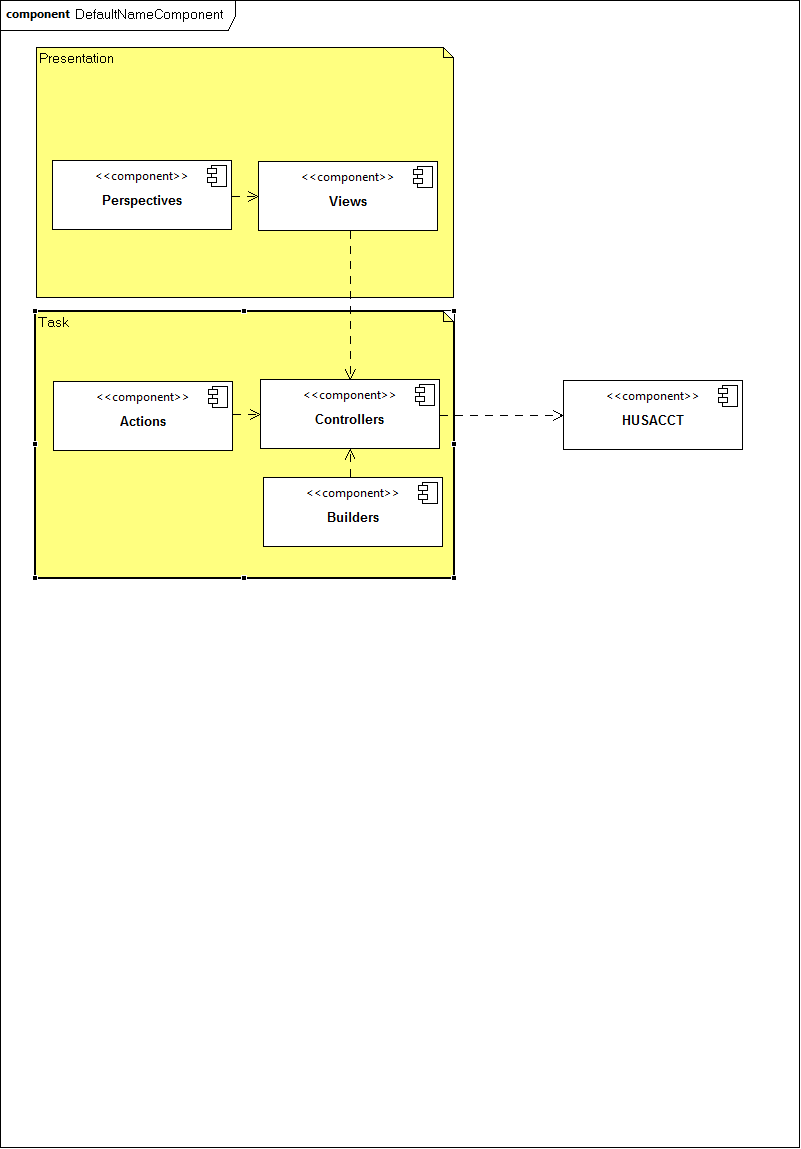 component DefaultNameComponent
Presentation
<<component>>
Perspectives
<<component>>
Views
Task
<<component>>
Actions
<<component>>
Controllers
<<component>>
HUSACCT
<<component>>
Builders